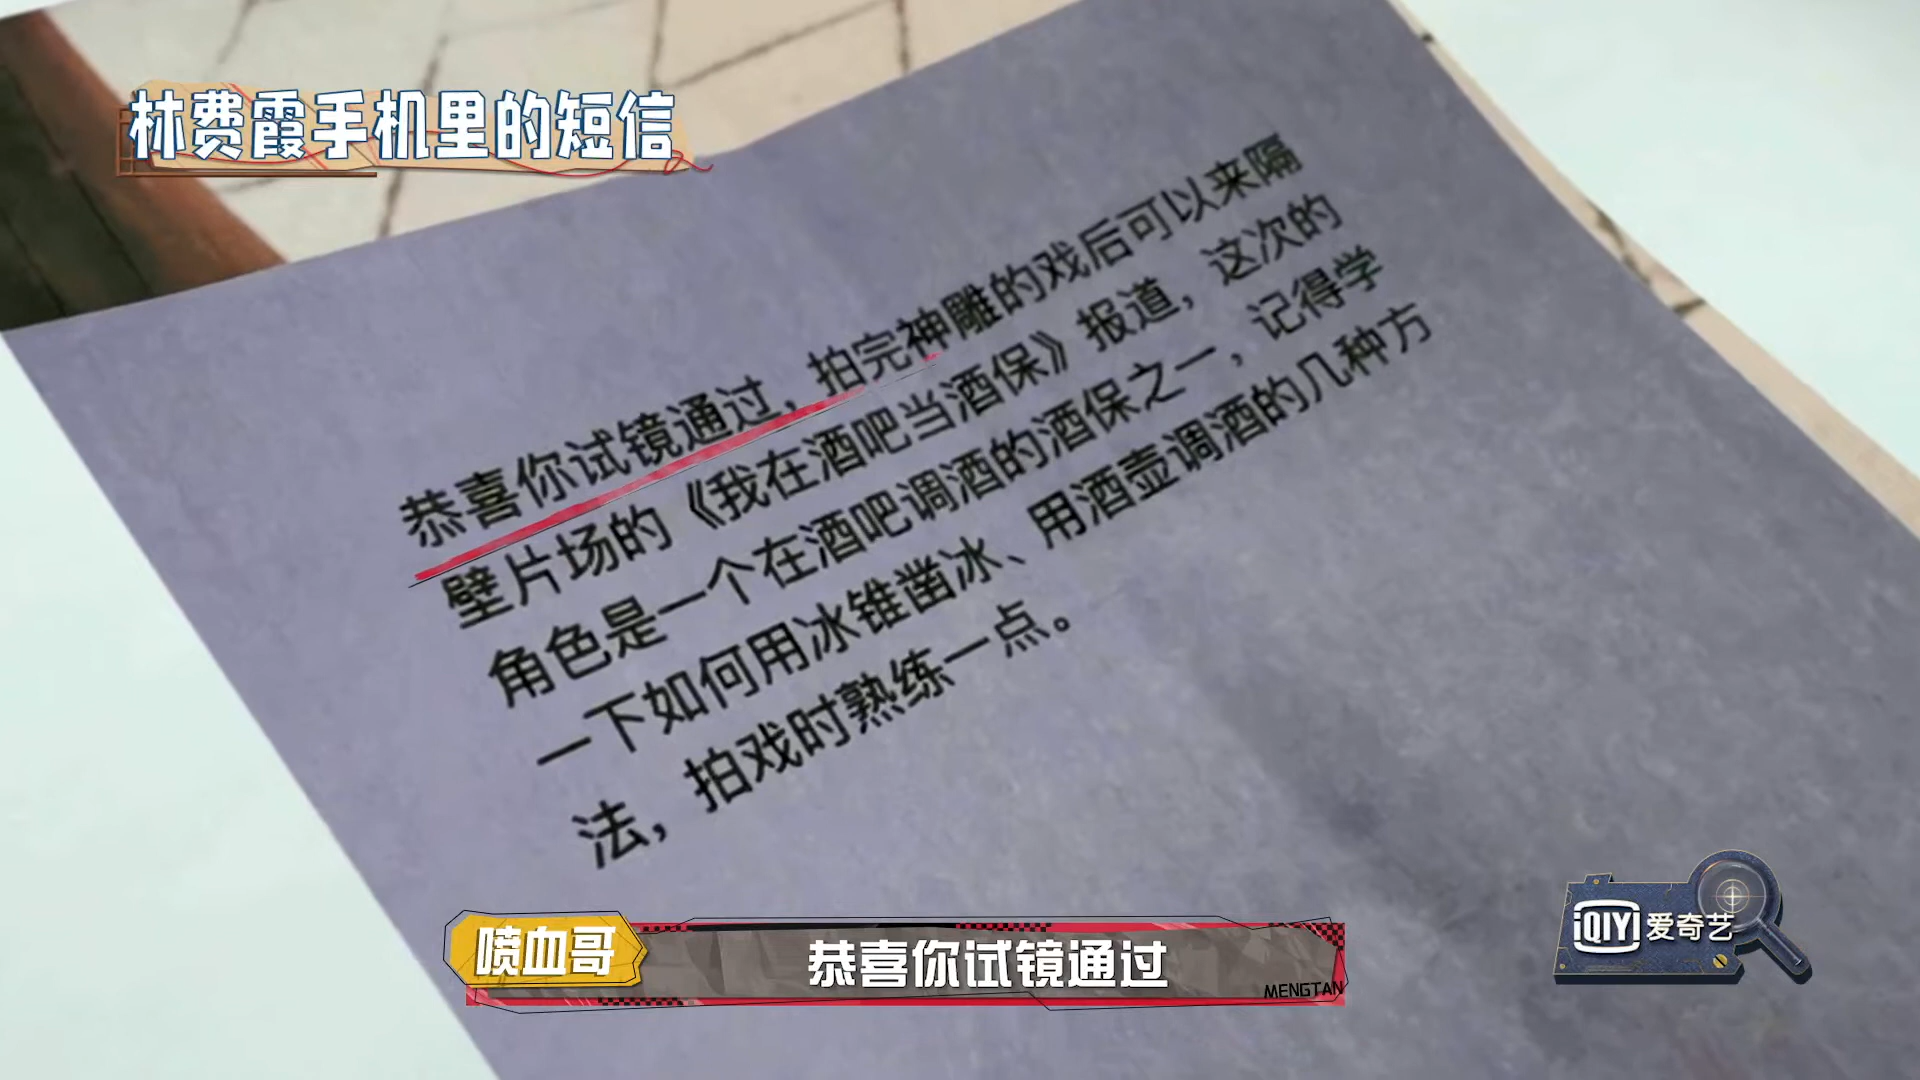 林费霞手机里的短信
恭喜你试镜通过，拍完神雕的戏后可以来隔
壁片场的《我在酒吧当酒保》报道，这次的
角色是一个在酒吧调酒的酒保之一，记得学
一下如何用冰锥凿冰、用酒壶调酒的几种方
法，拍戏时熟练一点。
喷血哥
恭喜你试镜通过
MENGTAN
iQIYI 爱奇艺